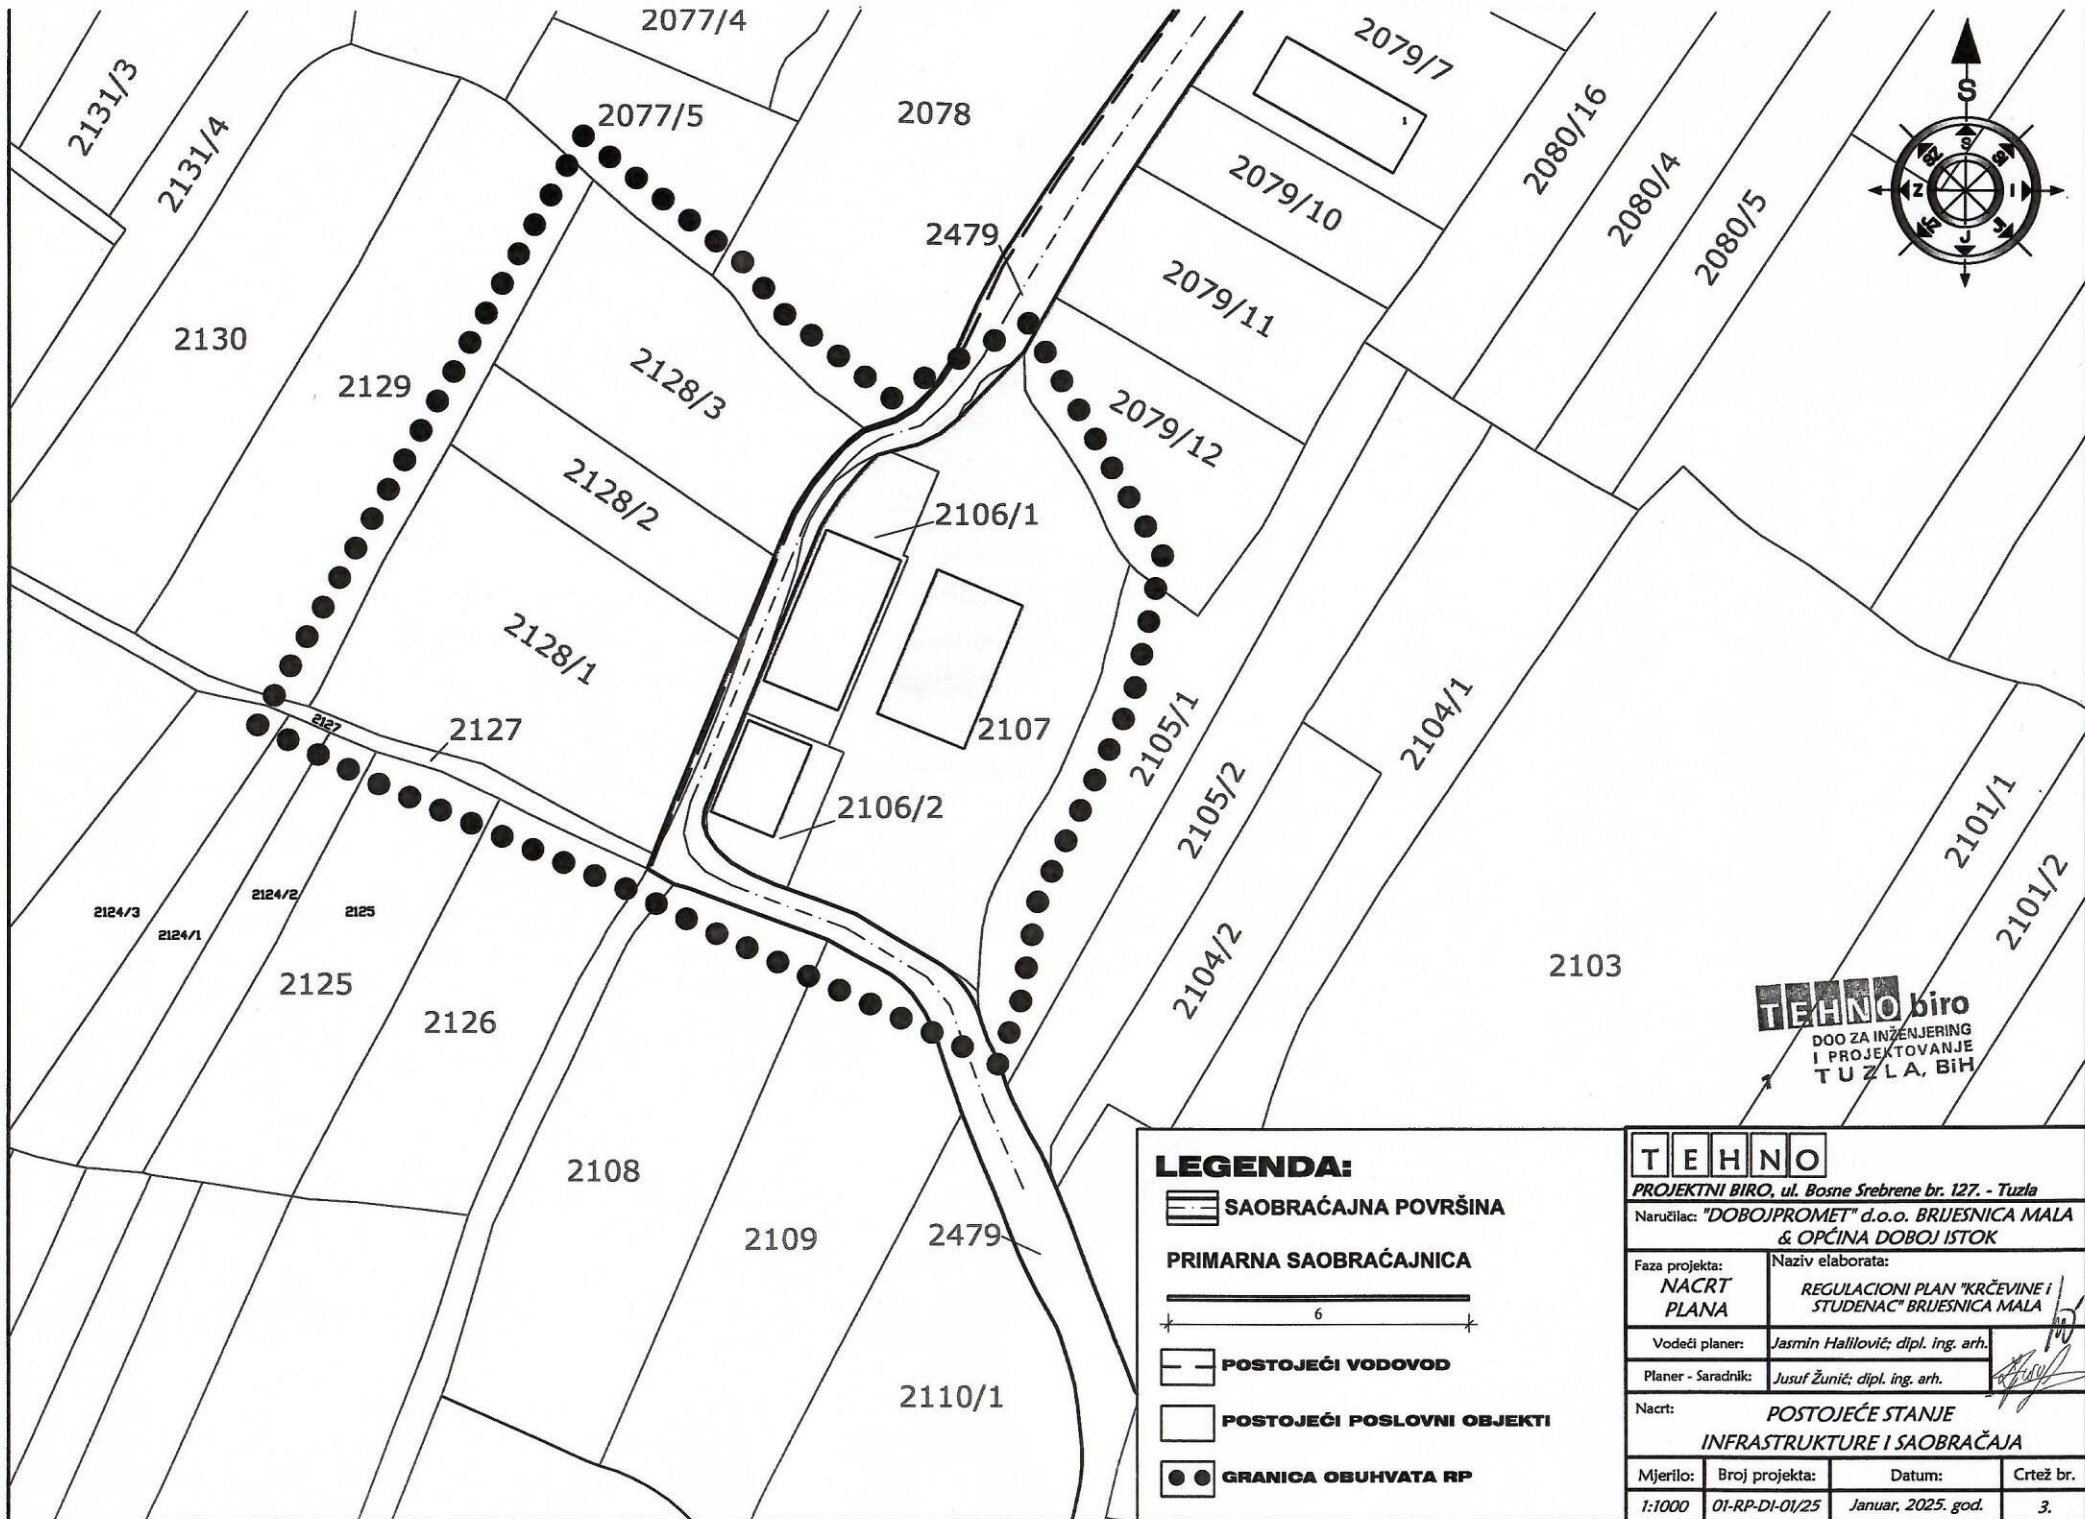 2077/4
2079/7
2131/3
2077/5
2078
2131/4
2080/16
S
2079/10
2080/4
S
SZ
SI
Z
I
JZ
J
J
2479
2080/5
2079/11
2130
2129
2128/3
2079/12
2128/2
2106/1
2128/1
2127
2127
2107
2105/1
2104/1
2106/2
2105/2
2101/1
2124/2
2124/3
2125
2124/1
2101/2
2104/2
2103
2125
2126
TEHNO biro
DOO ZA INŽENJERING
I PROJEKTOVANJE
TUZLA, BiH
2108
2109
2479
2110/1
LEGENDA:
SAOBRAĆAJNA POVRŠINA
PRIMARNA SAOBRAĆAJNICA
6
POSTOJEĆI VODOVOD
POSTOJEĆI POSLOVNI OBJEKTI
GRANICA OBUHVATA RP
TEHNO
PROJEKTNI BIRO, ul. Bosne Srebrene br. 127. - Tuzla
Naručilac: "DOBOJPROMET" d.o.o. BRIJESNICA MALA
& OPĆINA DOBOJ ISTOK
Faza projekta:
NACRT
PLANA
Naziv elaborata:
REGULACIONI PLAN "KRČEVINE i
STUDENAC" BRIJESNICA MALA
Vodeći planer: Jasmin Halilović; dipl. ing. arh.
Planer - Saradnik: Jusuf Žunić; dipl. ing. arh.
Nacrt: POSTOJEĆE STANJE
INFRASTRUKTURE I SAOBRAČAJA
Mjerilo: Broj projekta: Datum: Crtež br.
1:1000 01-RP-DI-01/25 Januar, 2025. god. 3.